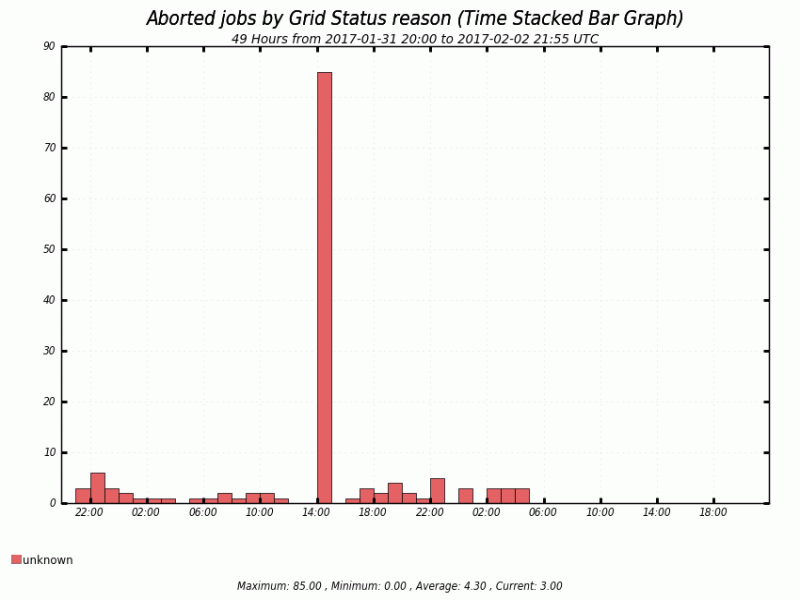 Aborted jobs by Grid Status reason (Time Stacked Bar Graph)
49 Hours from 2017-01-31 20:00 to 2017-02-02 21:55 UTC
90
80
70
60
50
40
30
20
10
0
22:00 02:00 06:00 10:00 14:00 18:00 22:00 02:00 06:00 10:00 14:00 18:00
unknown
Maximum: 85.00 , Minimum: 0.00 , Average: 4.30 , Current: 3.00